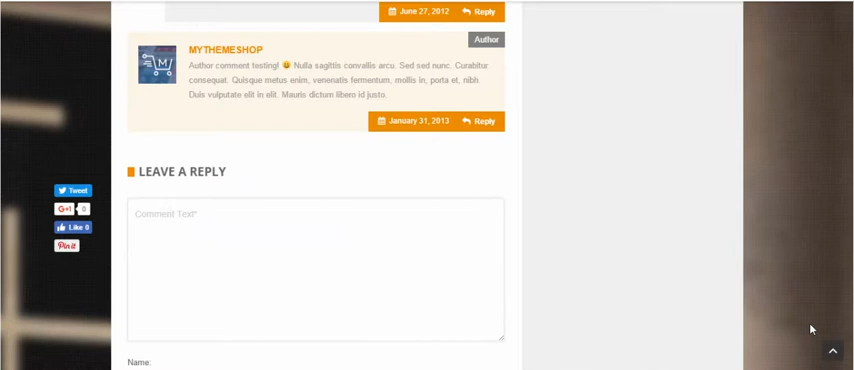 June 27, 2012 Reply
Author
MYTHEMESHOP
Author comment testing! 😀 Nulla sagittis convallis arcu. Sed sed nunc. Curabitur
consequat. Quisque metus enim, venenatis fermentum, mollis in, porta et, nibh.
Duis vulputate elit in elit. Mauris dictum libero id justo.
January 31, 2013 Reply
LEAVE A REPLY
Tweet
G+1 0
Like 0
Pin it
Comment Text*
Name: